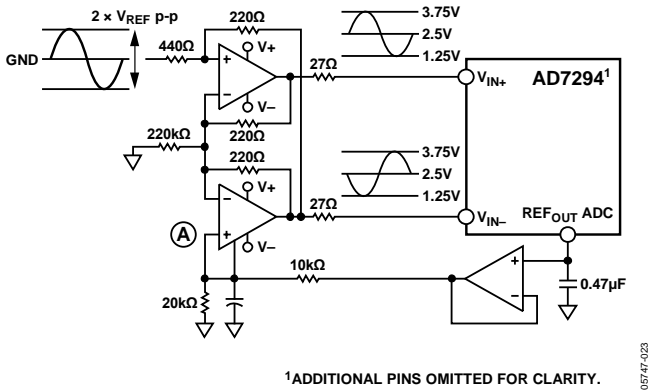 2 × VREF p-p
GND
440Ω
220Ω
V+
+
−
V−
27Ω
3.75V
2.5V
1.25V
VIN+
AD7294¹
220kΩ
220Ω
220Ω
V+
−
+
V−
A
27Ω
3.75V
2.5V
1.25V
VIN−
REFOUT ADC
10kΩ
20kΩ
+
−
0.47µF
¹ADDITIONAL PINS OMITTED FOR CLARITY.
05747-023